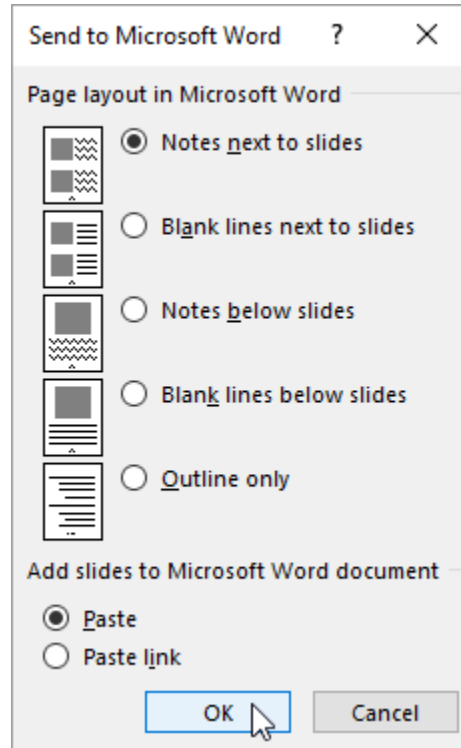 Send to Microsoft Word ?
Page layout in Microsoft Word
Notes next to slides
Blank lines next to slides
Notes below slides
Blank lines below slides
Outline only
Add slides to Microsoft Word document
Paste
Paste link
OK Cancel